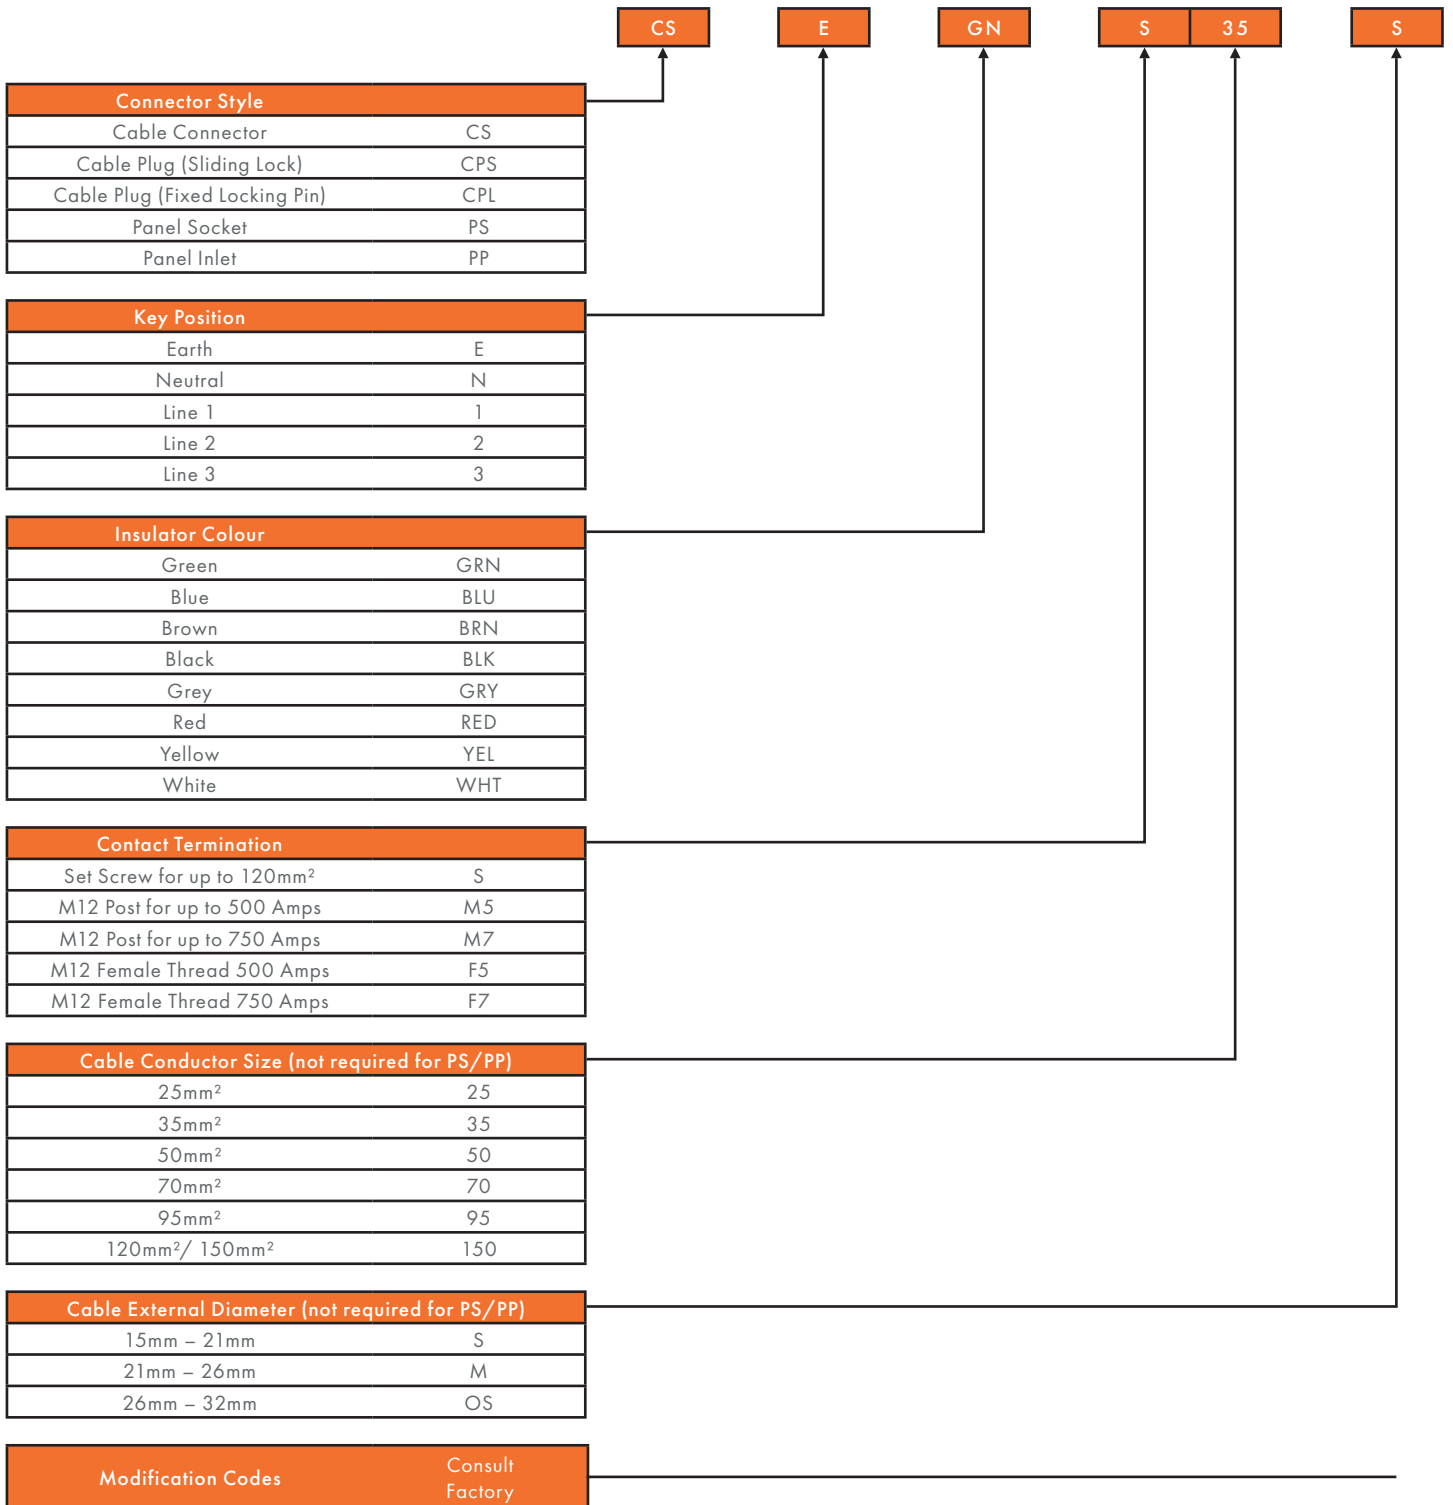 CS E GN S 35 S
Connector Style
Cable Connector CS
Cable Plug (Sliding Lock) CPS
Cable Plug (Fixed Locking Pin) CPL
Panel Socket PS
Panel Inlet PP
Key Position
Earth E
Neutral N
Line 1 1
Line 2 2
Line 3 3
Insulator Colour
Green GRN
Blue BLU
Brown BRN
Black BLK
Grey GRY
Red RED
Yellow YEL
White WHT
Contact Termination
Set Screw for up to 120mm² S
M12 Post for up to 500 Amps M5
M12 Post for up to 750 Amps M7
M12 Female Thread 500 Amps F5
M12 Female Thread 750 Amps F7
Cable Conductor Size (not required for PS/PP)
25mm² 25
35mm² 35
50mm² 50
70mm² 70
95mm² 95
120mm²/ 150mm² 150
Cable External Diameter (not required for PS/PP)
15mm – 21mm S
21mm – 26mm M
26mm – 32mm OS
Modification Codes Consult
Factory